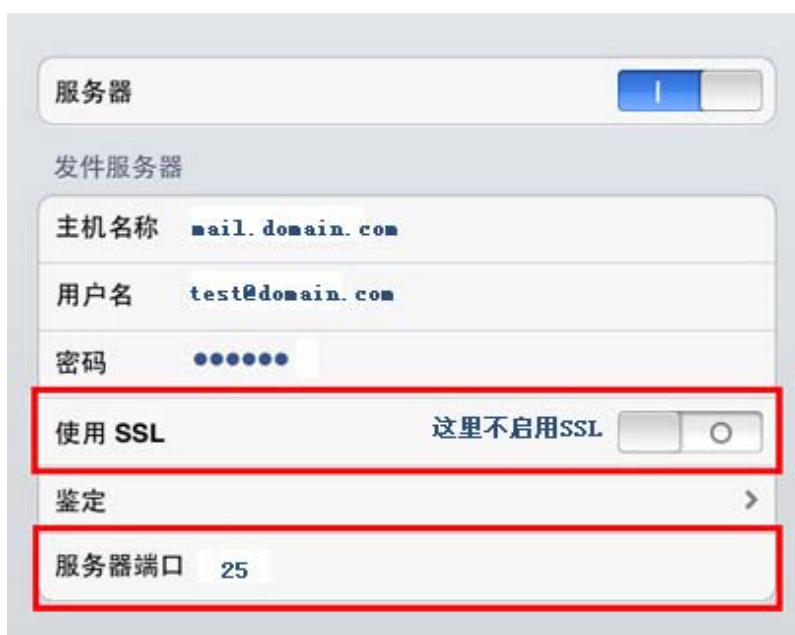 服务器
发件服务器
主机名称 mail.domain.com
用户名 test@domain.com
密码 ●●●●●●
使用 SSL 这里不启用SSL
鉴定
服务器端口 25